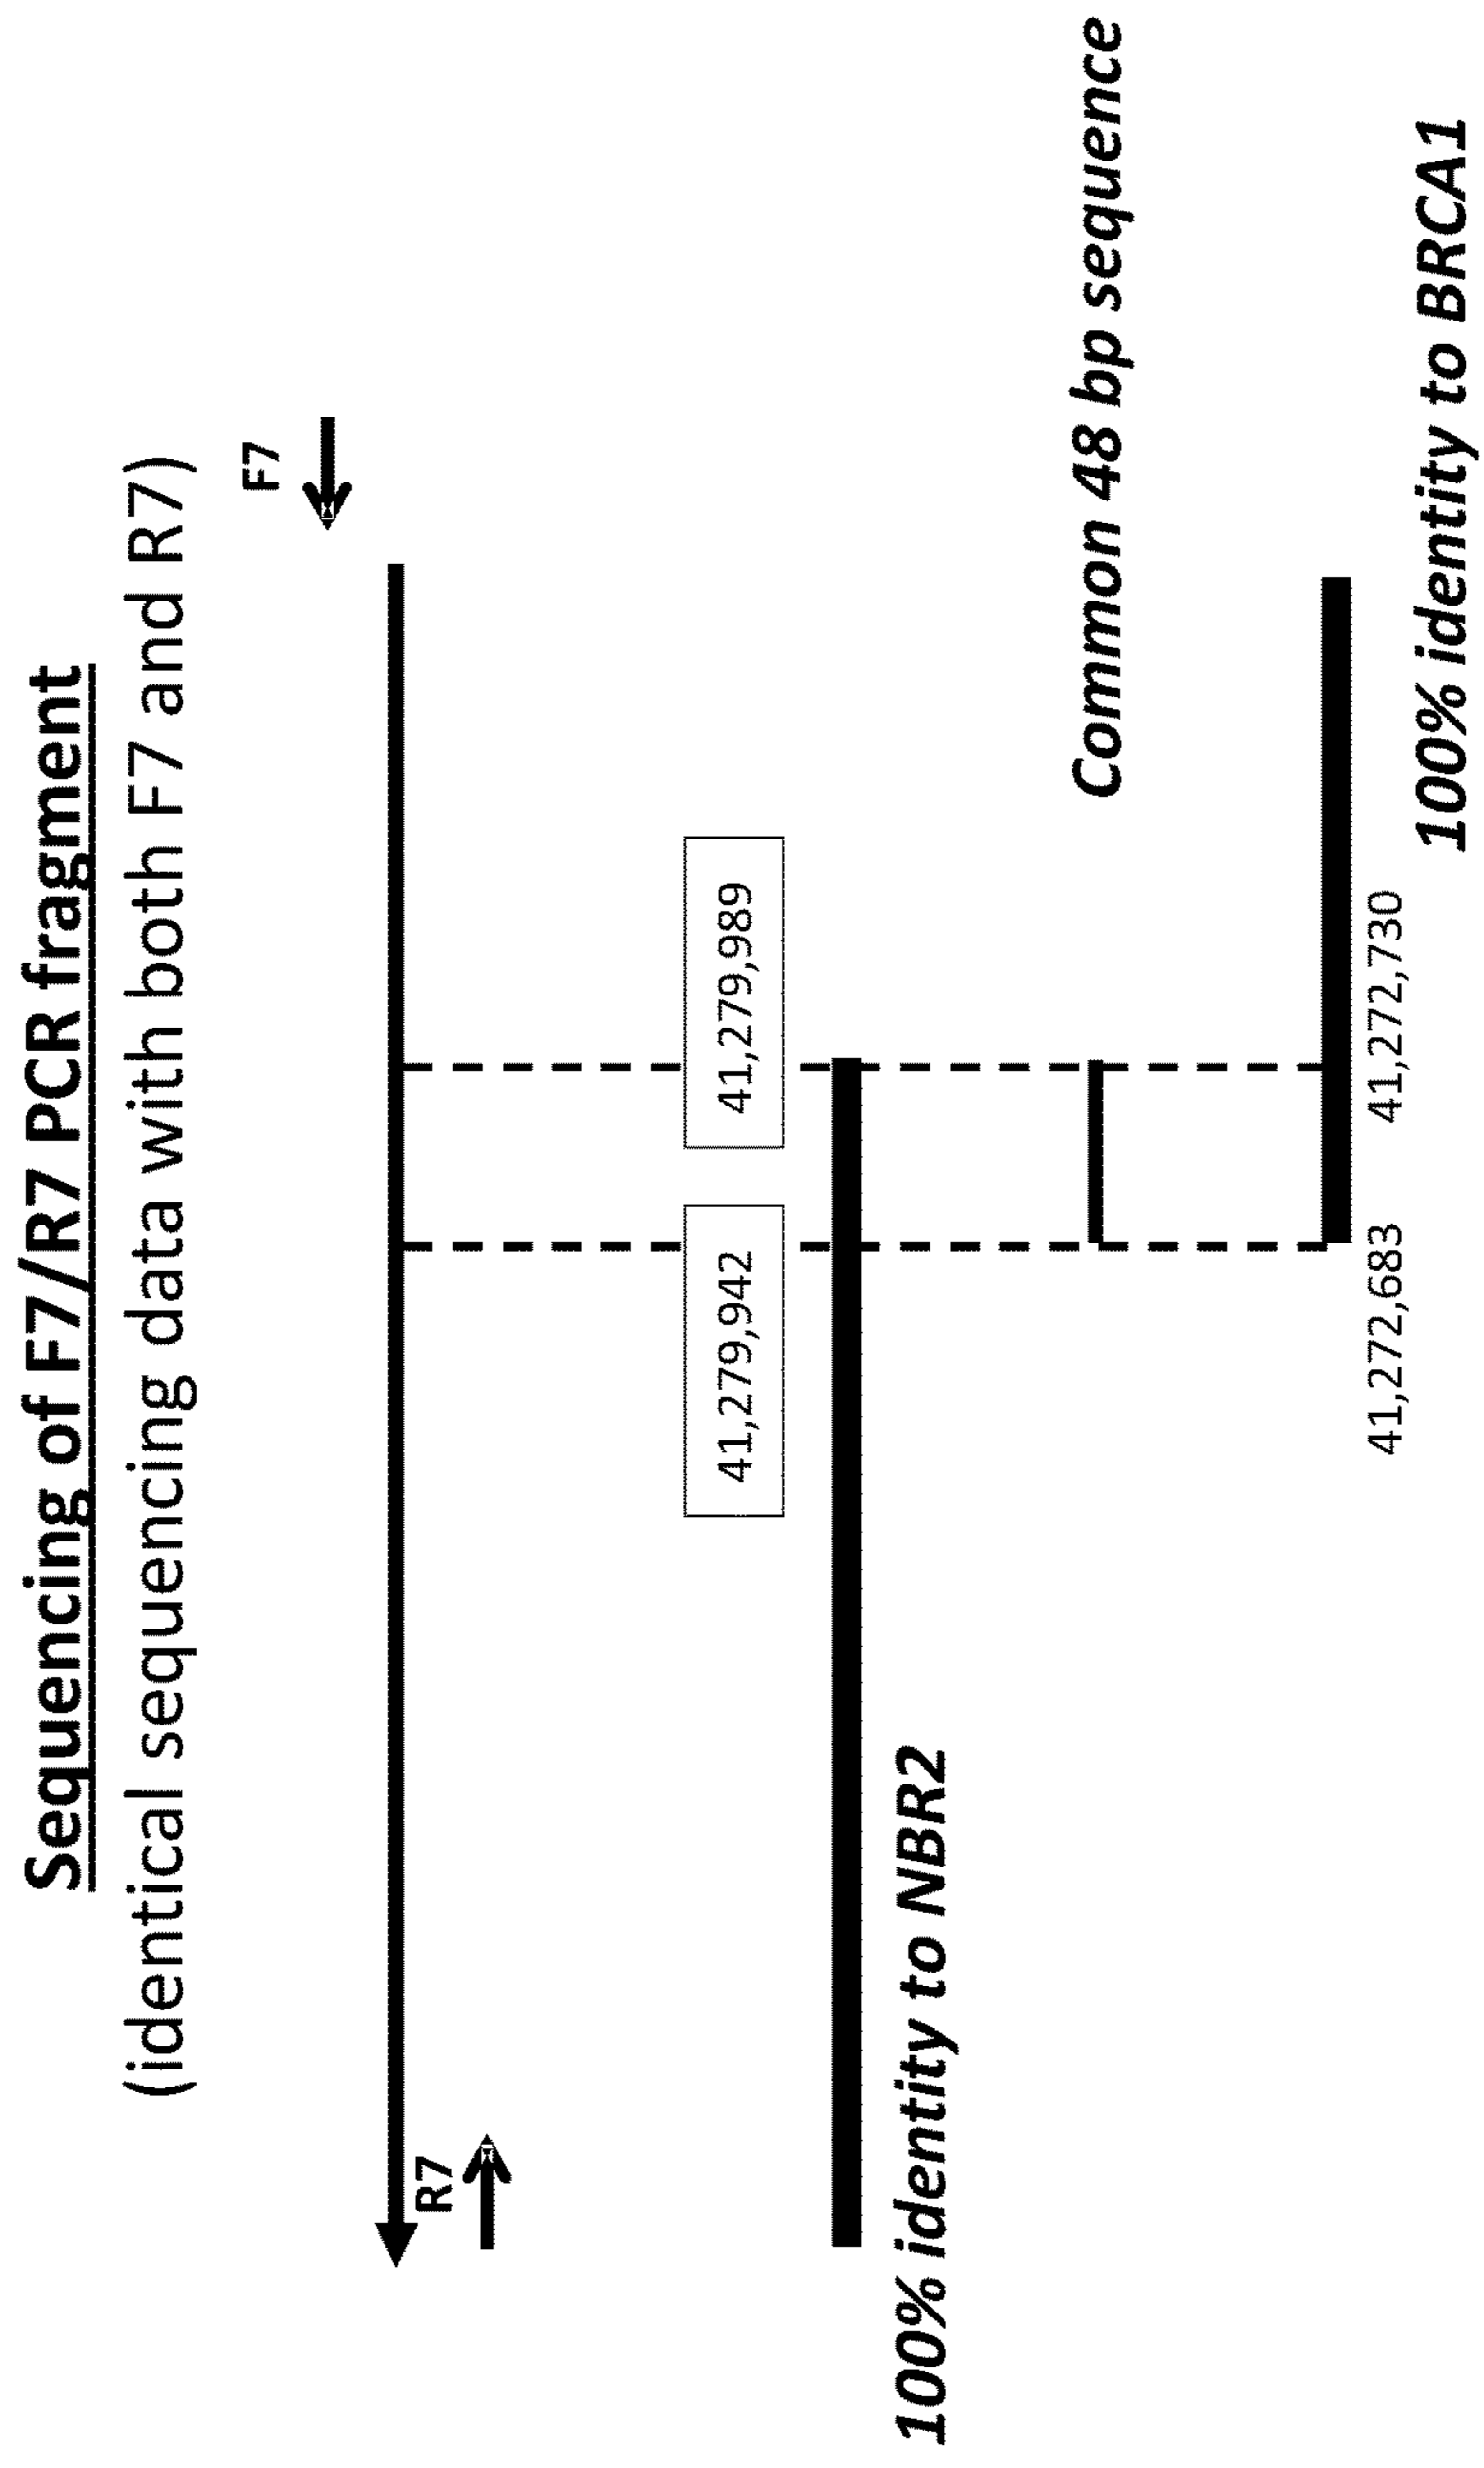 Sequencing of F7/R7 PCR fragment
(identical sequencing data with both F7 and R7)
F7
R7
41,279,942
41,279,989
100% identity to NBR2
Common 48 bp sequence
41,272,683
41,272,730
100% identity to BRCA1